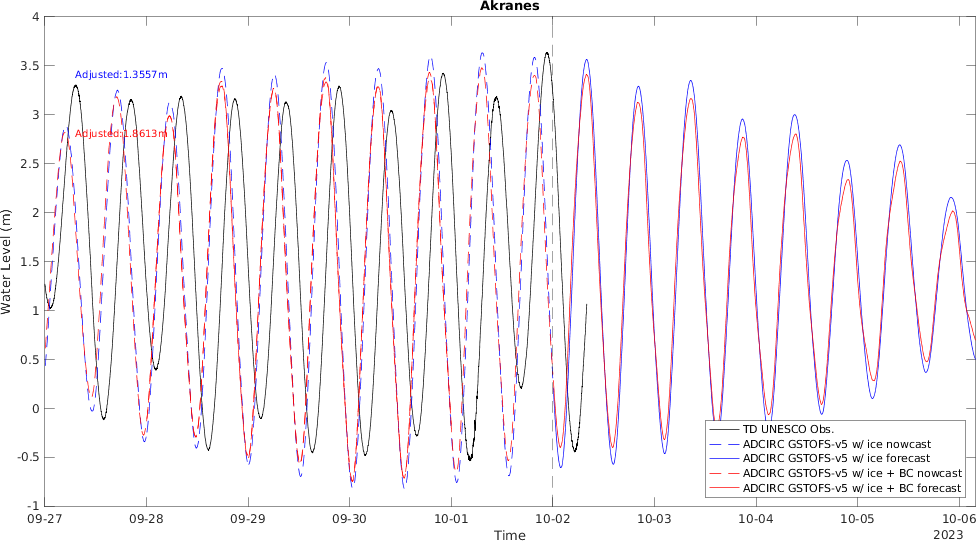 Akranes
4
3.5
3
2.5
2
1.5
1
0.5
0
-0.5
-1
Water Level (m)
Adjusted:1.3557m
Adjusted:1.8613m
TD UNESCO Obs.
ADCIRC GSTOFS-v5 w/ ice nowcast
ADCIRC GSTOFS-v5 w/ ice forecast
ADCIRC GSTOFS-v5 w/ ice + BC nowcast
ADCIRC GSTOFS-v5 w/ ice + BC forecast
09-27 09-28 09-29 09-30 10-01 10-02 10-03 10-04 10-05 10-06
Time
2023